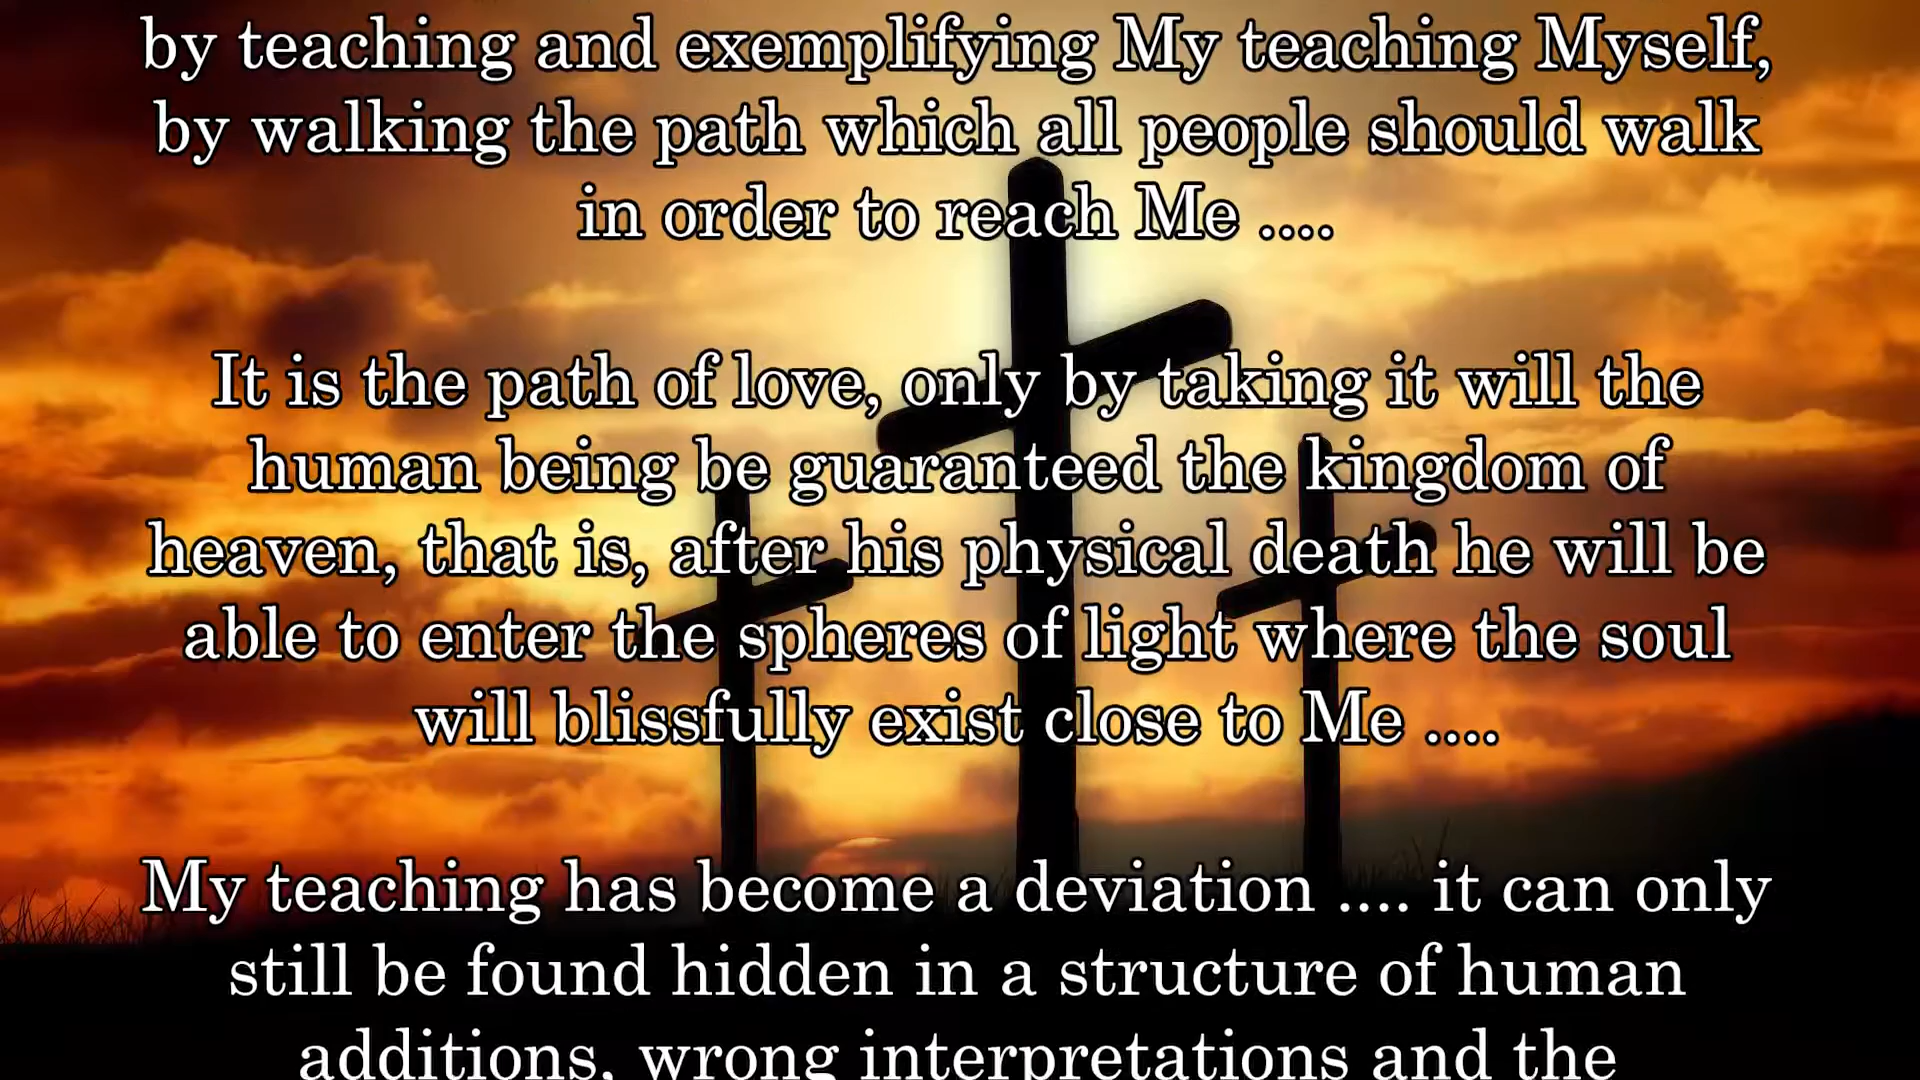 by teaching and exemplifying My teaching Myself,
by walking the path which all people should walk
in order to reach Me ....
It is the path of love, only by taking it will the
human being be guaranteed the kingdom of
heaven, that is, after his physical death he will be
able to enter the spheres of light where the soul
will blissfully exist close to Me ....
My teaching has become a deviation .... it can only
still be found hidden in a structure of human
additions, wrong interpretations and the